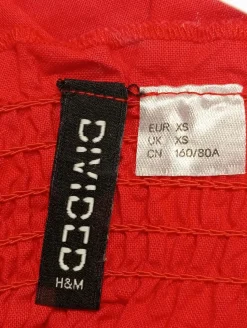 DIVIDED
H&M
EUR XS
UK XS
CN 160/80A